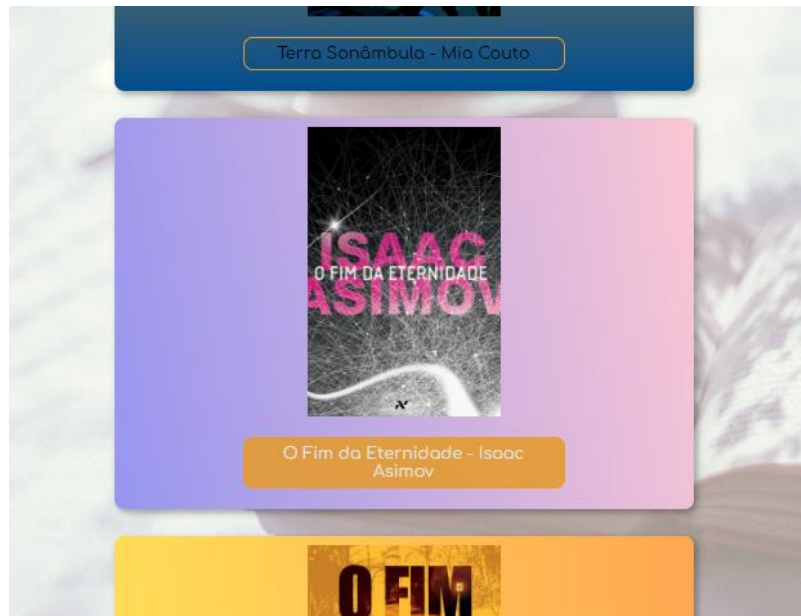 Terra Sonâmbula - Mia Couto
ISAAC
O FIM DA ETERNIDADE
ASIMOV
O Fim da Eternidade - Isaac
Asimov
O FIM